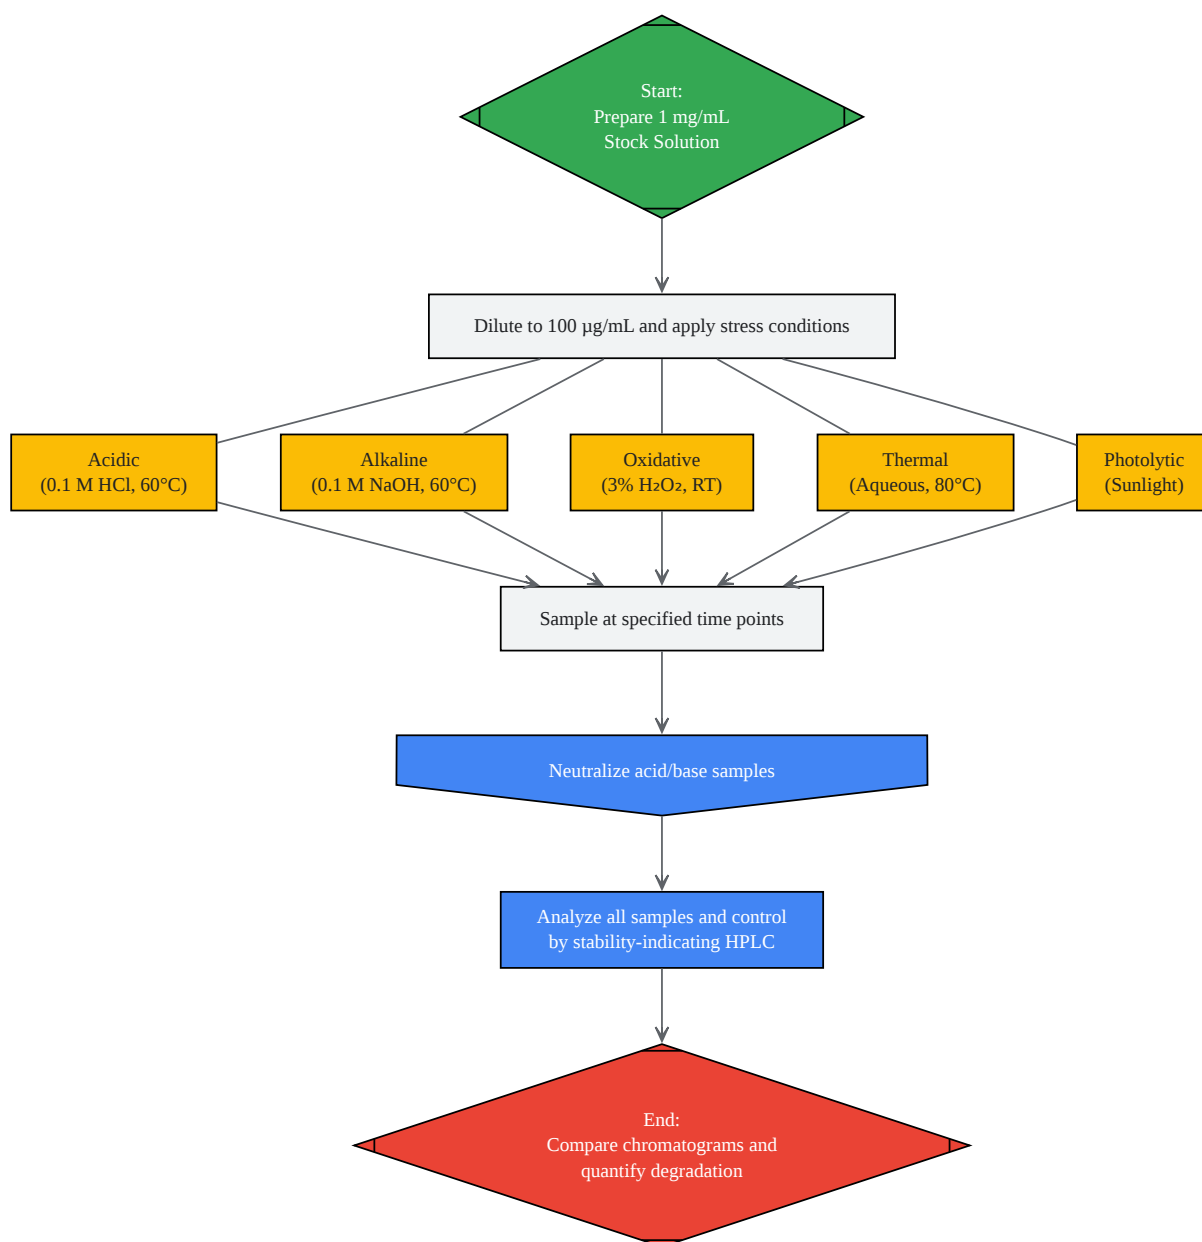 Start:
Prepare 1 mg/mL
Stock Solution
Dilute to 100 µg/mL and apply stress conditions
Acidic
(0.1 M HCl, 60°C)
Alkaline
(0.1 M NaOH, 60°C)
Oxidative
(3% H₂O₂, RT)
Thermal
(Aqueous, 80°C)
Photolytic
(Sunlight)
Sample at specified time points
Neutralize acid/base samples
Analyze all samples and control
by stability-indicating HPLC
End:
Compare chromatograms and
quantify degradation